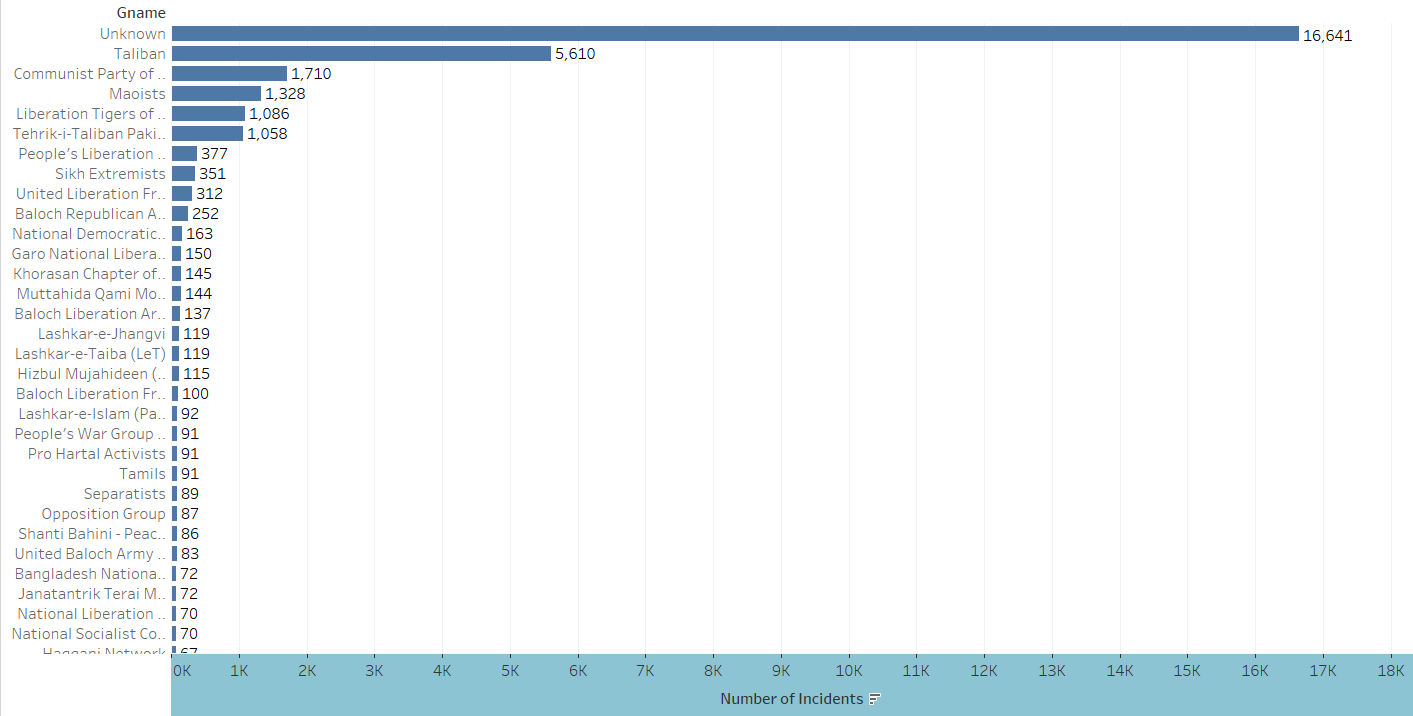 Gname
Unknown 16,641
Taliban 5,610
Communist Party of .. 1,710
Maoists 1,328
Liberation Tigers of .. 1,086
Tehrik-i-Taliban Paki.. 1,058
People's Liberation .. 377
Sikh Extremists 351
United Liberation Fr.. 312
Baloch Republican A.. 252
National Democratic.. 163
Garo National Libera.. 150
Khorasan Chapter of.. 145
Muttahida Qami Mo.. 144
Baloch Liberation Ar.. 137
Lashkar-e-Jhangvi 119
Lashkar-e-Taiba (LeT) 119
Hizbul Mujahideen (.. 115
Baloch Liberation Fr.. 100
Lashkar-e-Islam (Pa.. 92
People's War Group .. 91
Pro Hartal Activists 91
Tamils 91
Separatists 89
Opposition Group 87
Shanti Bahini - Peac.. 86
United Baloch Army .. 83
Bangladesh Nationa.. 72
Janatantrik Terai M.. 72
National Liberation .. 70
National Socialist Co.. 70
Haqqani Network 67
0K 1K 2K 3K 4K 5K 6K 7K 8K 9K 10K 11K 12K 13K 14K 15K 16K 17K 18K
Number of Incidents